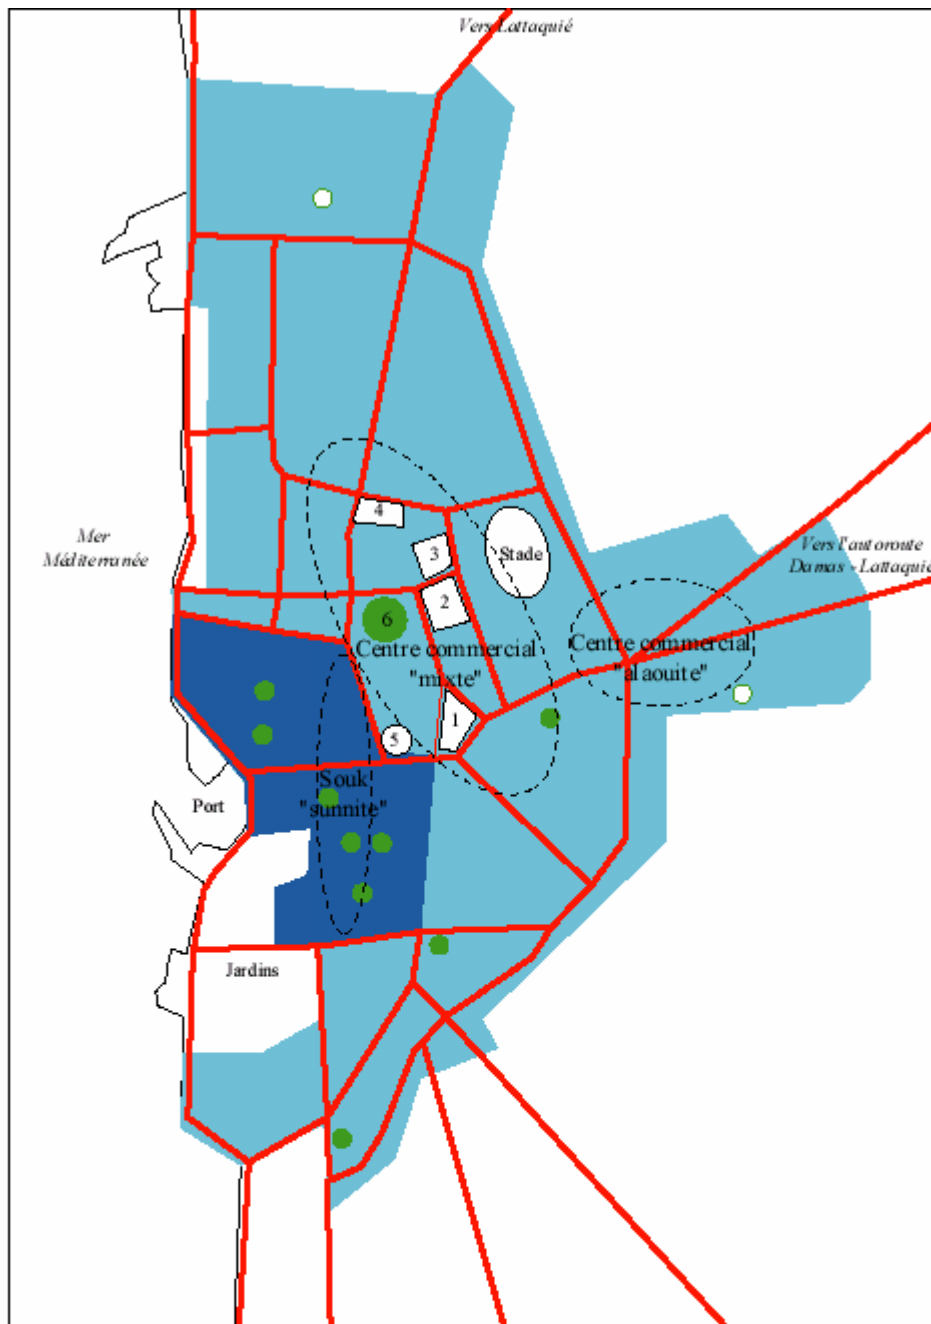 Vers Lattaquié
4
3
Stade
Mer
Méditerranée
Vers l'autoroute
Damas - Lattaquié
2
6
Centre commercial
"mixte"
Centre commercial
"alaouite"
1
5
Souk
"sunnite"
Port
Jardins